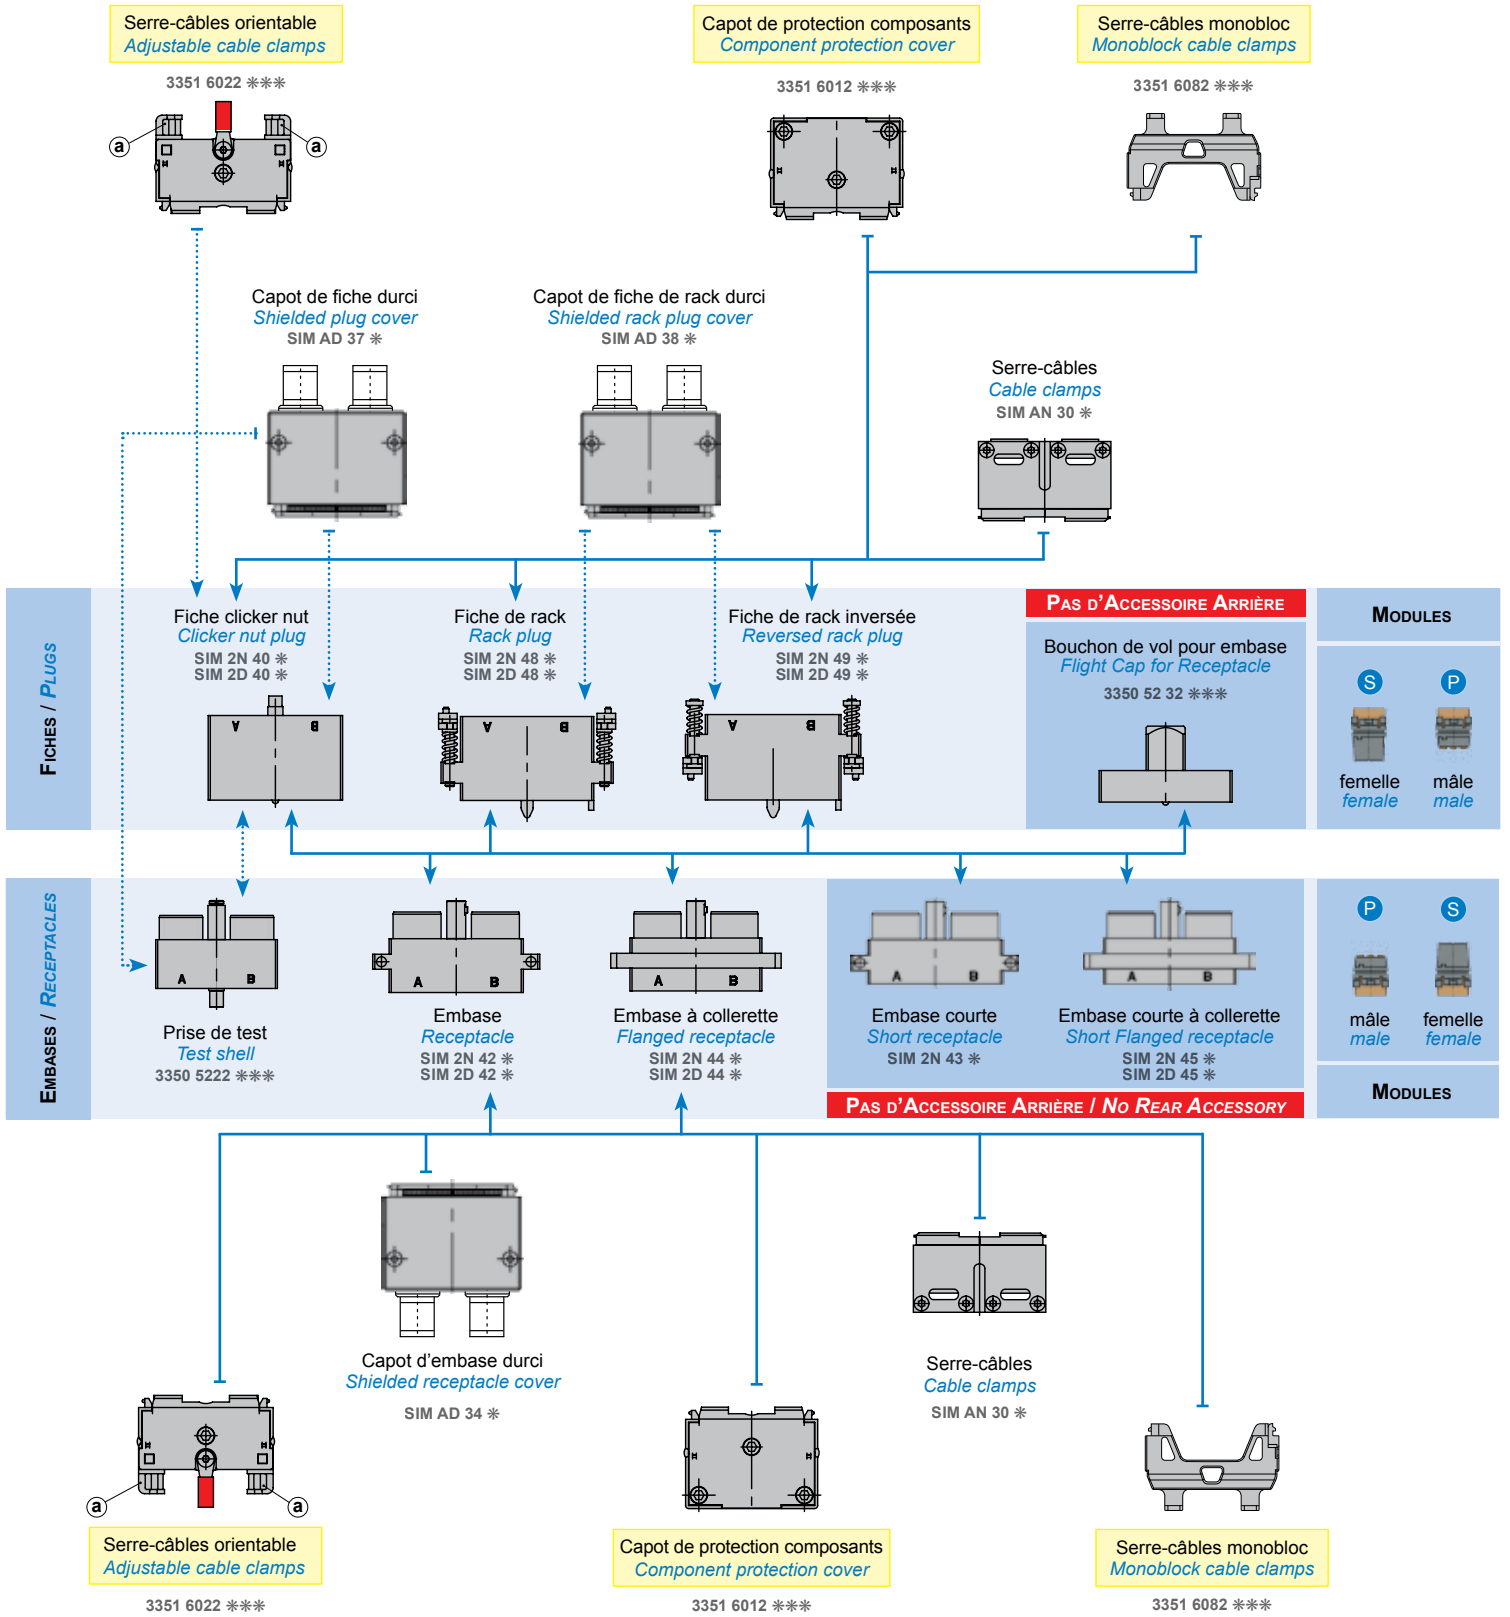 Serre-câbles orientable
Adjustable cable clamps
3351 6022 ✳✳✳
a
a
Capot de protection composants
Component protection cover
3351 6012 ✳✳✳
Serre-câbles monobloc
Monoblock cable clamps
3351 6082 ✳✳✳
Capot de fiche durci
Shielded plug cover
SIM AD 37 ✳
Capot de fiche de rack durci
Shielded rack plug cover
SIM AD 38 ✳
Serre-câbles
Cable clamps
SIM AN 30 ✳
FICHES / PLUGS
Fiche clicker nut
Clicker nut plug
SIM 2N 40 ✳
SIM 2D 40 ✳
A B
Fiche de rack
Rack plug
SIM 2N 48 ✳
SIM 2D 48 ✳
A B
Fiche de rack inversée
Reversed rack plug
SIM 2N 49 ✳
SIM 2D 49 ✳
A B
PAS D'ACCESSOIRE ARRIÈRE
Bouchon de vol pour embase
Flight Cap for Receptacle
3350 52 32 ✳✳✳
MODULES
S
P
femelle
female
mâle
male
EMBASES / RECEPTACLES
A B
Prise de test
Test shell
3350 5222 ✳✳✳
A B
Embase
Receptacle
SIM 2N 42 ✳
SIM 2D 42 ✳
A B
Embase à collerette
Flanged receptacle
SIM 2N 44 ✳
SIM 2D 44 ✳
A B
Embase courte
Short receptacle
SIM 2N 43 ✳
A B
Embase courte à collerette
Short Flanged receptacle
SIM 2N 45 ✳
SIM 2D 45 ✳
PAS D'ACCESSOIRE ARRIÈRE / NO REAR ACCESSORY
P
S
mâle
male
femelle
female
MODULES
Capot d'embase durci
Shielded receptacle cover
SIM AD 34 ✳
Serre-câbles
Cable clamps
SIM AN 30 ✳
a
a
Serre-câbles orientable
Adjustable cable clamps
3351 6022 ✳✳✳
Capot de protection composants
Component protection cover
3351 6012 ✳✳✳
Serre-câbles monobloc
Monoblock cable clamps
3351 6082 ✳✳✳